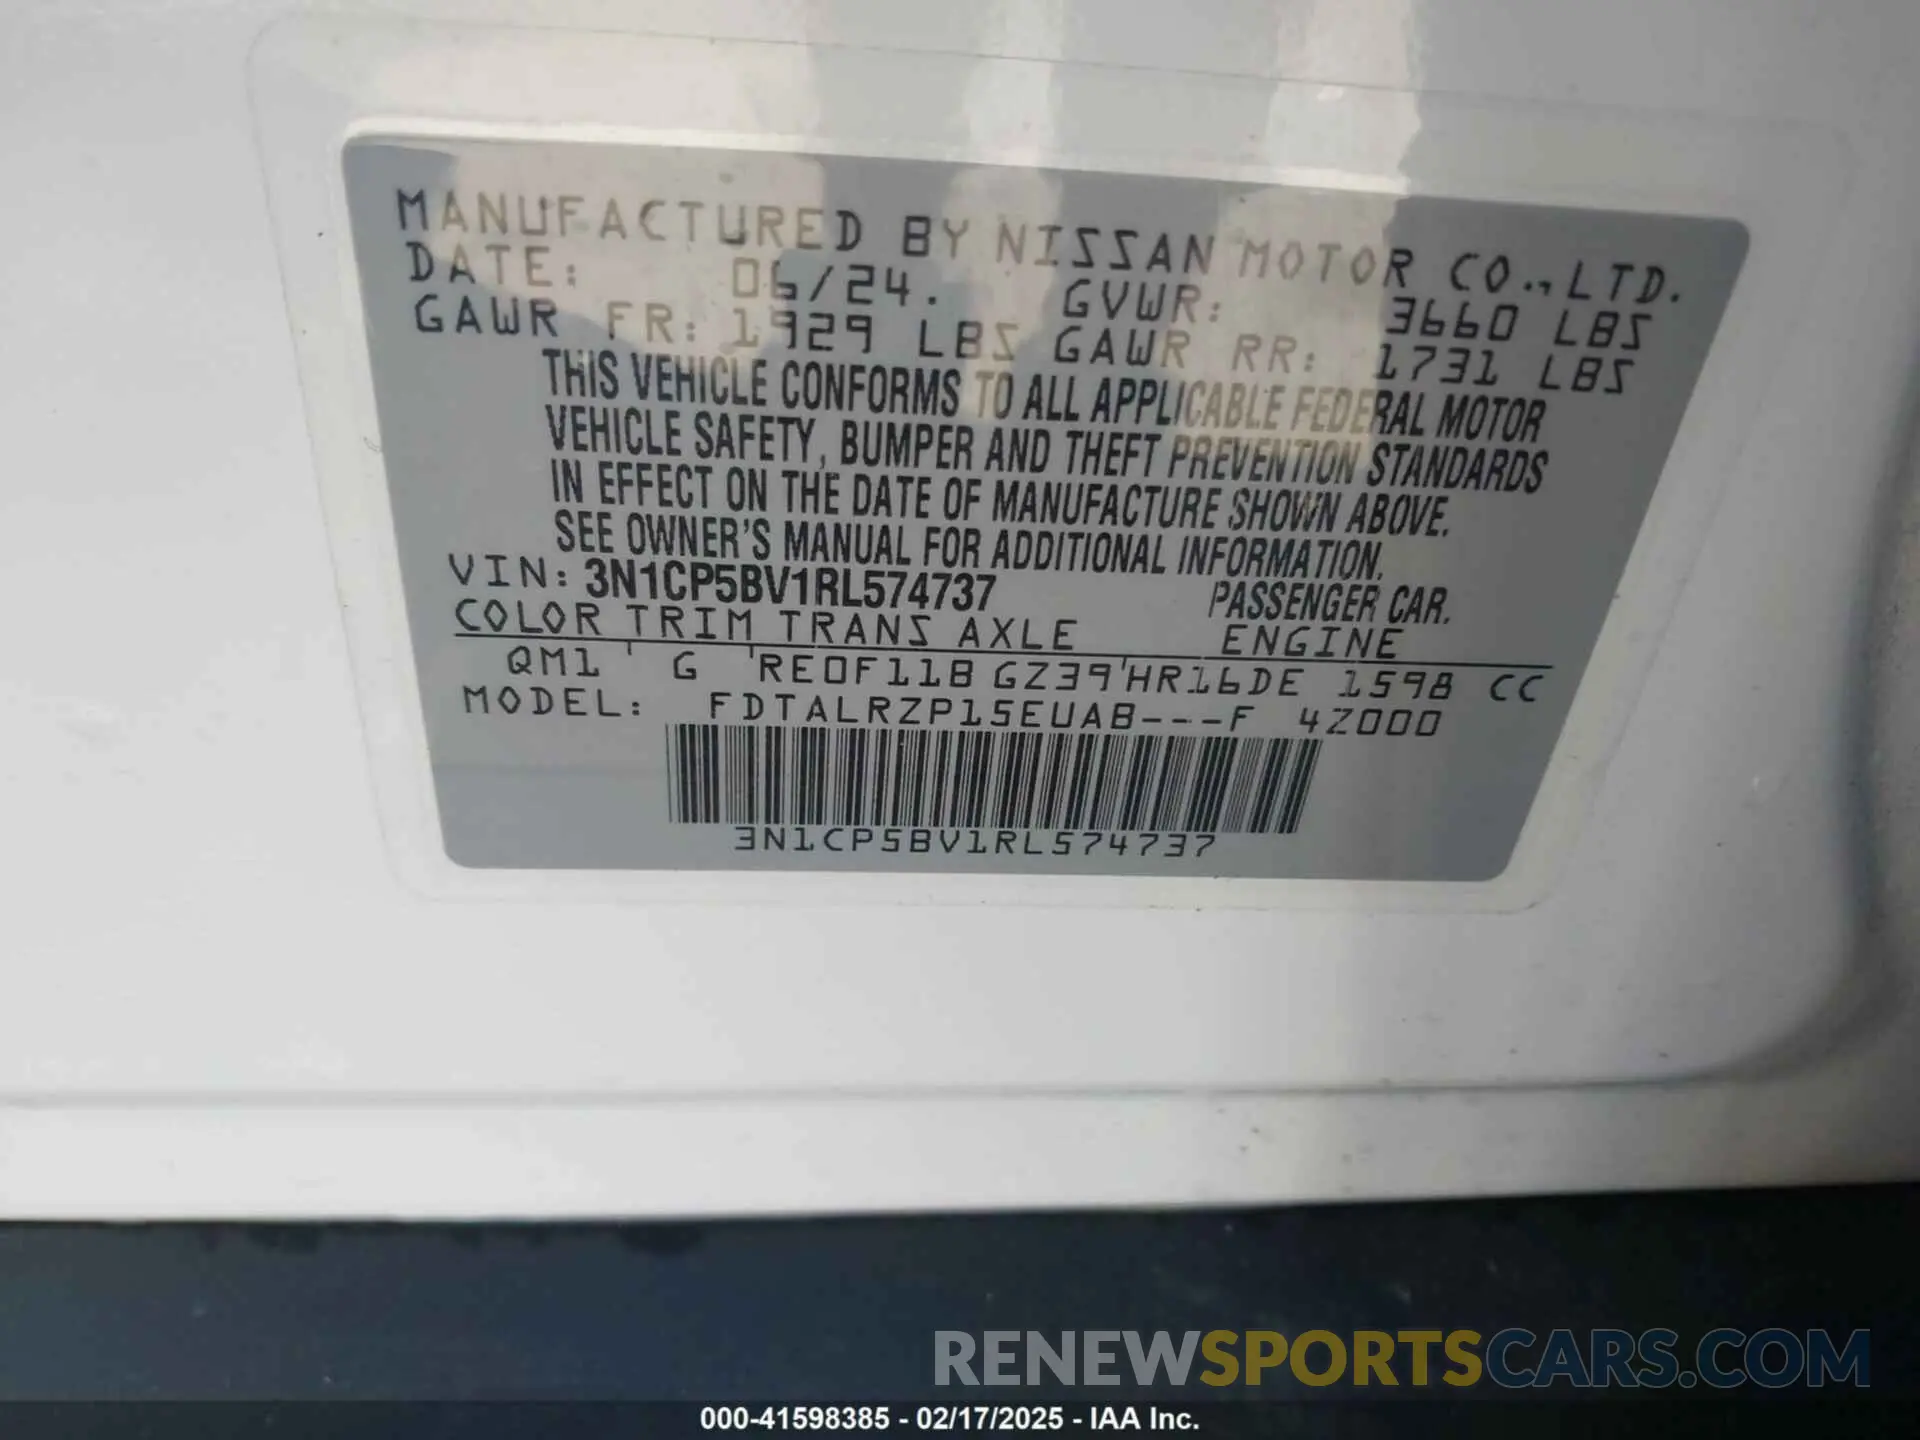 MANUFACTURED BY NISSAN MOTOR CO.,LTD.
DATE: 06/24. GVWR: 3660 LBS
GAWR FR: 1929 LBS GAWR RR: 1731 LBS
THIS VEHICLE CONFORMS TO ALL APPLICABLE FEDERAL MOTOR
VEHICLE SAFETY, BUMPER AND THEFT PREVENTION STANDARDS
IN EFFECT ON THE DATE OF MANUFACTURE SHOWN ABOVE.
SEE OWNER'S MANUAL FOR ADDITIONAL INFORMATION.
VIN: 3N1CP5BV1RL574737 PASSENGER CAR.
COLOR TRIM TRANS AXLE ENGINE
QM1 ' G 'RE0F11B GZ39'HR16DE 1598 CC
MODEL: FDTALRZP15EUAB---F 4Z000
3N1CP5BV1RL574737
RENEWSPORTSCARS.COM
000-41598385 - 02/17/2025 - IAA Inc.